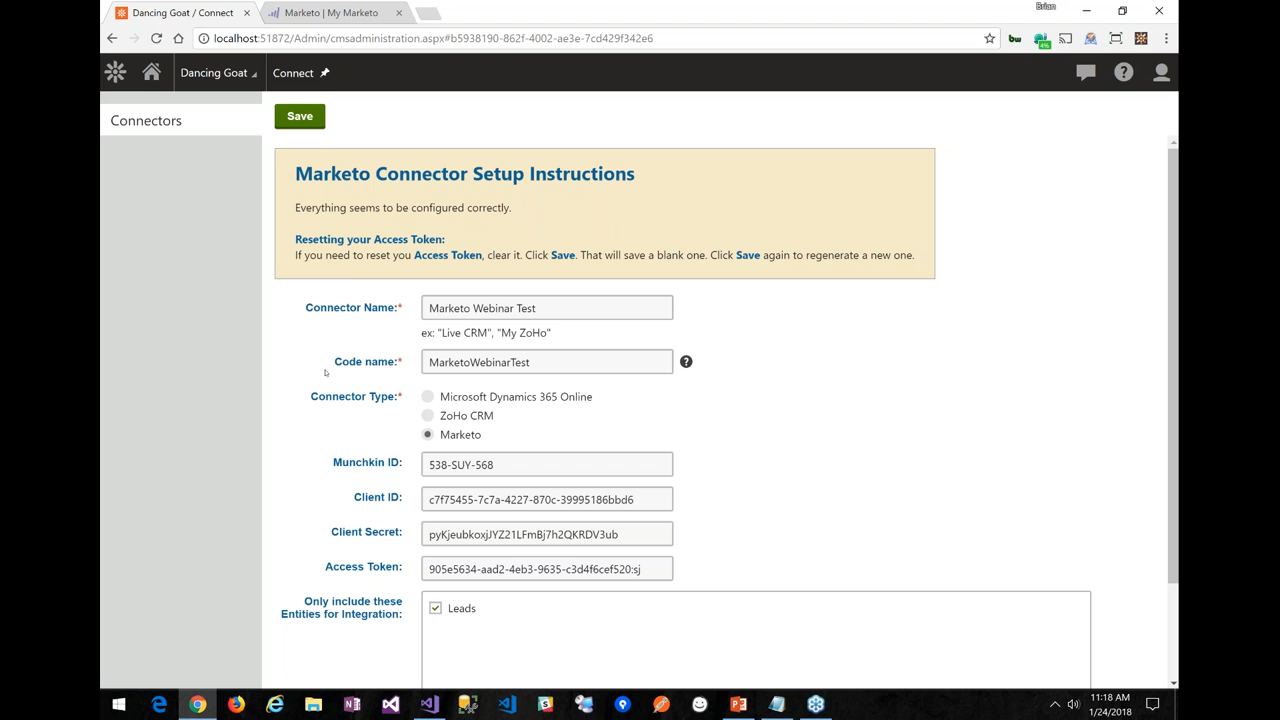 Dancing Goat / Connect
Marketo | My Marketo
Brian
localhost:51872/Admin/cmsadministration.aspx#b5938190-862f-4002-ae3e-7cd429f342e6
4%
Dancing Goat
Connect
Connectors
Save
Marketo Connector Setup Instructions
Everything seems to be configured correctly.
Resetting your Access Token:
If you need to reset you Access Token, clear it. Click Save. That will save a blank one. Click Save again to regenerate a new one.
Connector Name:*
Marketo Webinar Test
ex: "Live CRM", "My ZoHo"
Code name:*
MarketoWebinarTest
Connector Type:*
Microsoft Dynamics 365 Online
ZoHo CRM
Marketo
Munchkin ID:
538-SUY-568
Client ID:
c7f75455-7c7a-4227-870c-39995186bbd6
Client Secret:
pyKjeubkoxjJYZ21LFmBj7h2QKRDV3ub
Access Token:
905e5634-aad2-4eb3-9635-c3d4f6cef520:sj
Only include these
Entities for Integration:
Leads
11:18 AM
1/24/2018